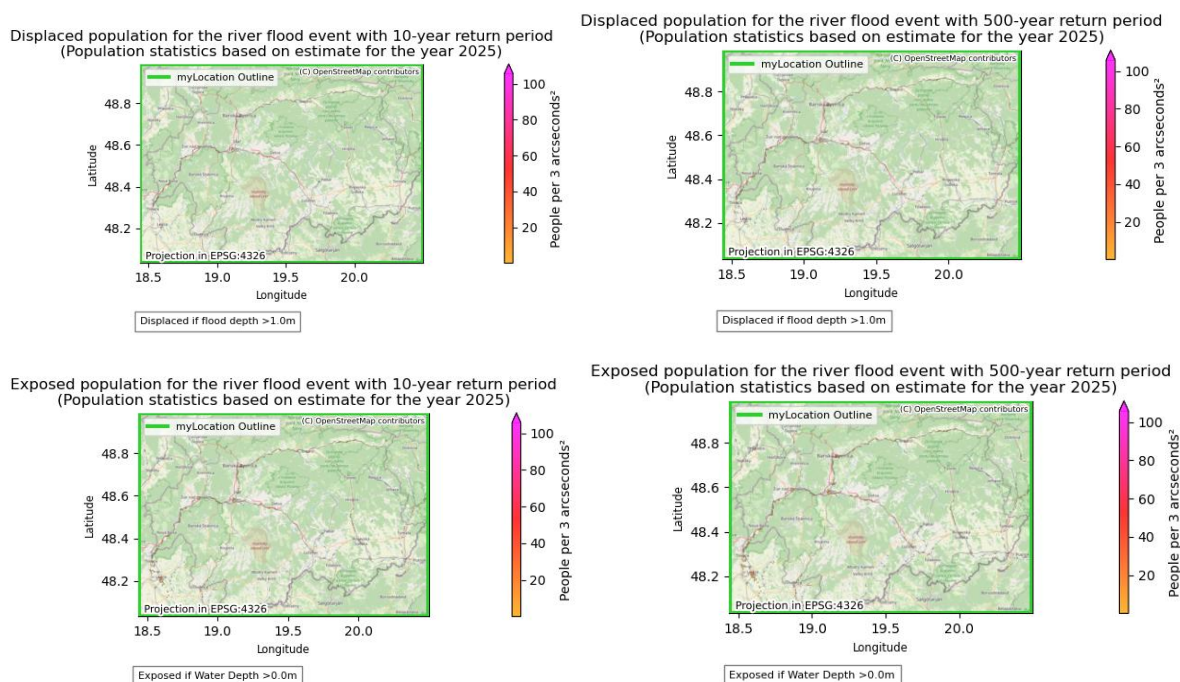 Displaced population for the river flood event with 10-year return period
(Population statistics based on estimate for the year 2025)
myLocation Outline
(C) OpenStreetMap contributors
48.8
48.6
48.4
48.2
Latitude
Projection in EPSG:4326
18.5 19.0 19.5 20.0
Longitude
100
80
60
40
20
People per 3 arcseconds²
Displaced if flood depth >1.0m
Displaced population for the river flood event with 500-year return period
(Population statistics based on estimate for the year 2025)
myLocation Outline
(C) OpenStreetMap contributors
48.8
48.6
48.4
48.2
Latitude
Projection in EPSG:4326
18.5 19.0 19.5 20.0
Longitude
100
80
60
40
20
People per 3 arcseconds²
Displaced if flood depth >1.0m
Exposed population for the river flood event with 10-year return period
(Population statistics based on estimate for the year 2025)
myLocation Outline
(C) OpenStreetMap contributors
48.8
48.6
48.4
48.2
Latitude
Projection in EPSG:4326
18.5 19.0 19.5 20.0
Longitude
100
80
60
40
20
People per 3 arcseconds²
Exposed if Water Depth >0.0m
Exposed population for the river flood event with 500-year return period
(Population statistics based on estimate for the year 2025)
myLocation Outline
(C) OpenStreetMap contributors
48.8
48.6
48.4
48.2
Latitude
Projection in EPSG:4326
18.5 19.0 19.5 20.0
Longitude
100
80
60
40
20
People per 3 arcseconds²
Exposed if Water Depth >0.0m